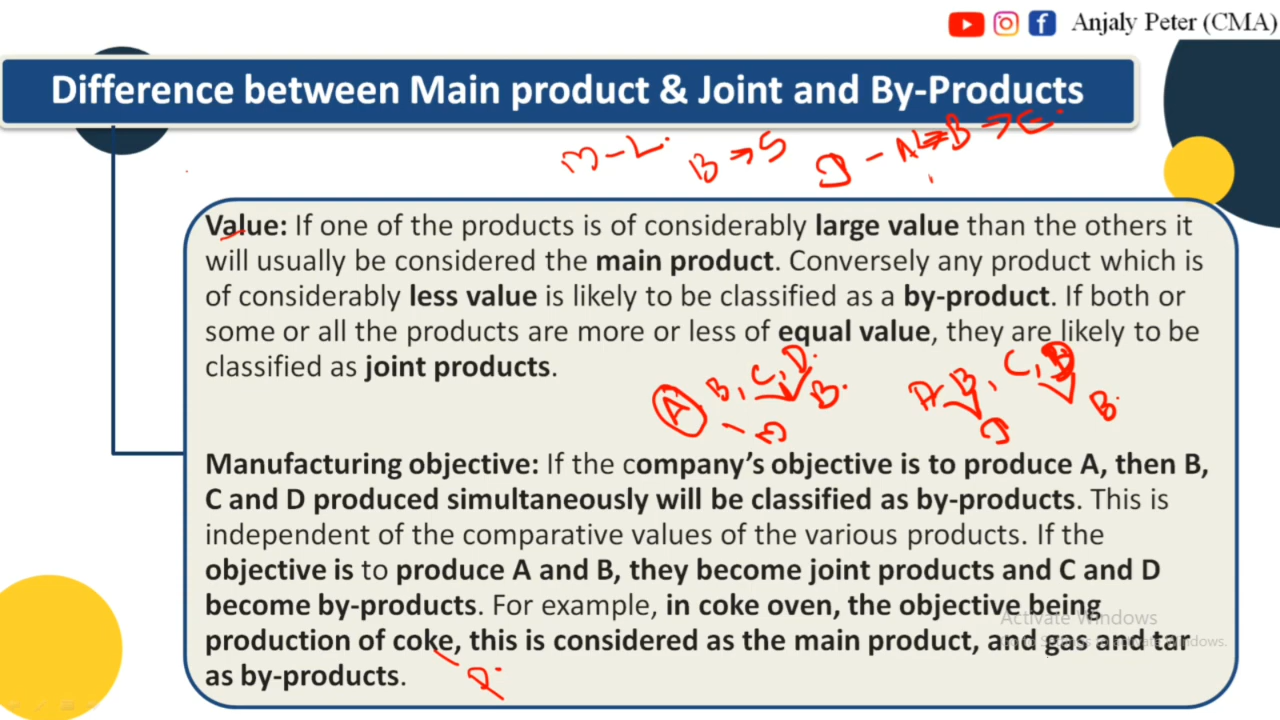 Anjaly Peter (CMA)
Difference between Main product & Joint and By-Products
M - L.
B → S
J - A ⇒ B → E.
Value: If one of the products is of considerably large value than the others it
will usually be considered the main product. Conversely any product which is
of considerably less value is likely to be classified as a by-product. If both or
some or all the products are more or less of equal value, they are likely to be
classified as joint products.
A B, C, D.
B.
A B, C, D
J
B.
Manufacturing objective: If the company's objective is to produce A, then B,
C and D produced simultaneously will be classified as by-products. This is
independent of the comparative values of the various products. If the
objective is to produce A and B, they become joint products and C and D
become by-products. For example, in coke oven, the objective being
production of coke, this is considered as the main product, and gas and tar
as by-products.
Activate Windows